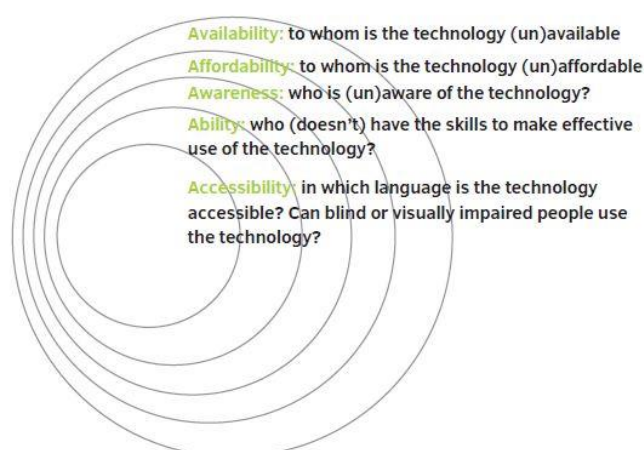 Availability: to whom is the technology (un)available
Affordability: to whom is the technology (un)affordable
Awareness: who is (un)aware of the technology?
Ability: who (doesn't) have the skills to make effective
use of the technology?
Accessibility: in which language is the technology
accessible? Can blind or visually impaired people use
the technology?